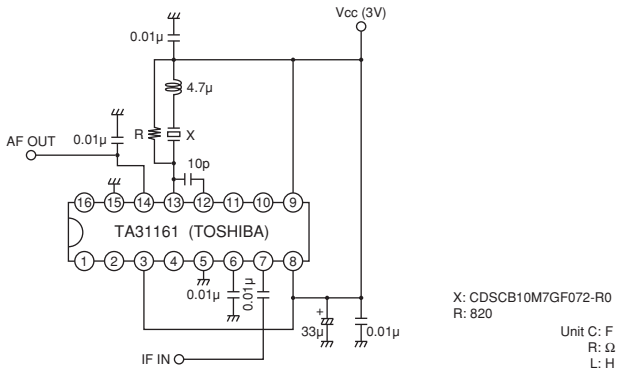 Vcc (3V)
0.01μ
4.7μ
R
X
0.01μ
AF OUT
10p
16 15 14 13 12 11 10 9
TA31161 (TOSHIBA)
1 2 3 4 5 6 7 8
0.01μ
0.01μ
+
33μ
0.01μ
IF IN
X: CDSCB10M7GF072-R0
R: 820
Unit C: F
R: Ω
L: H